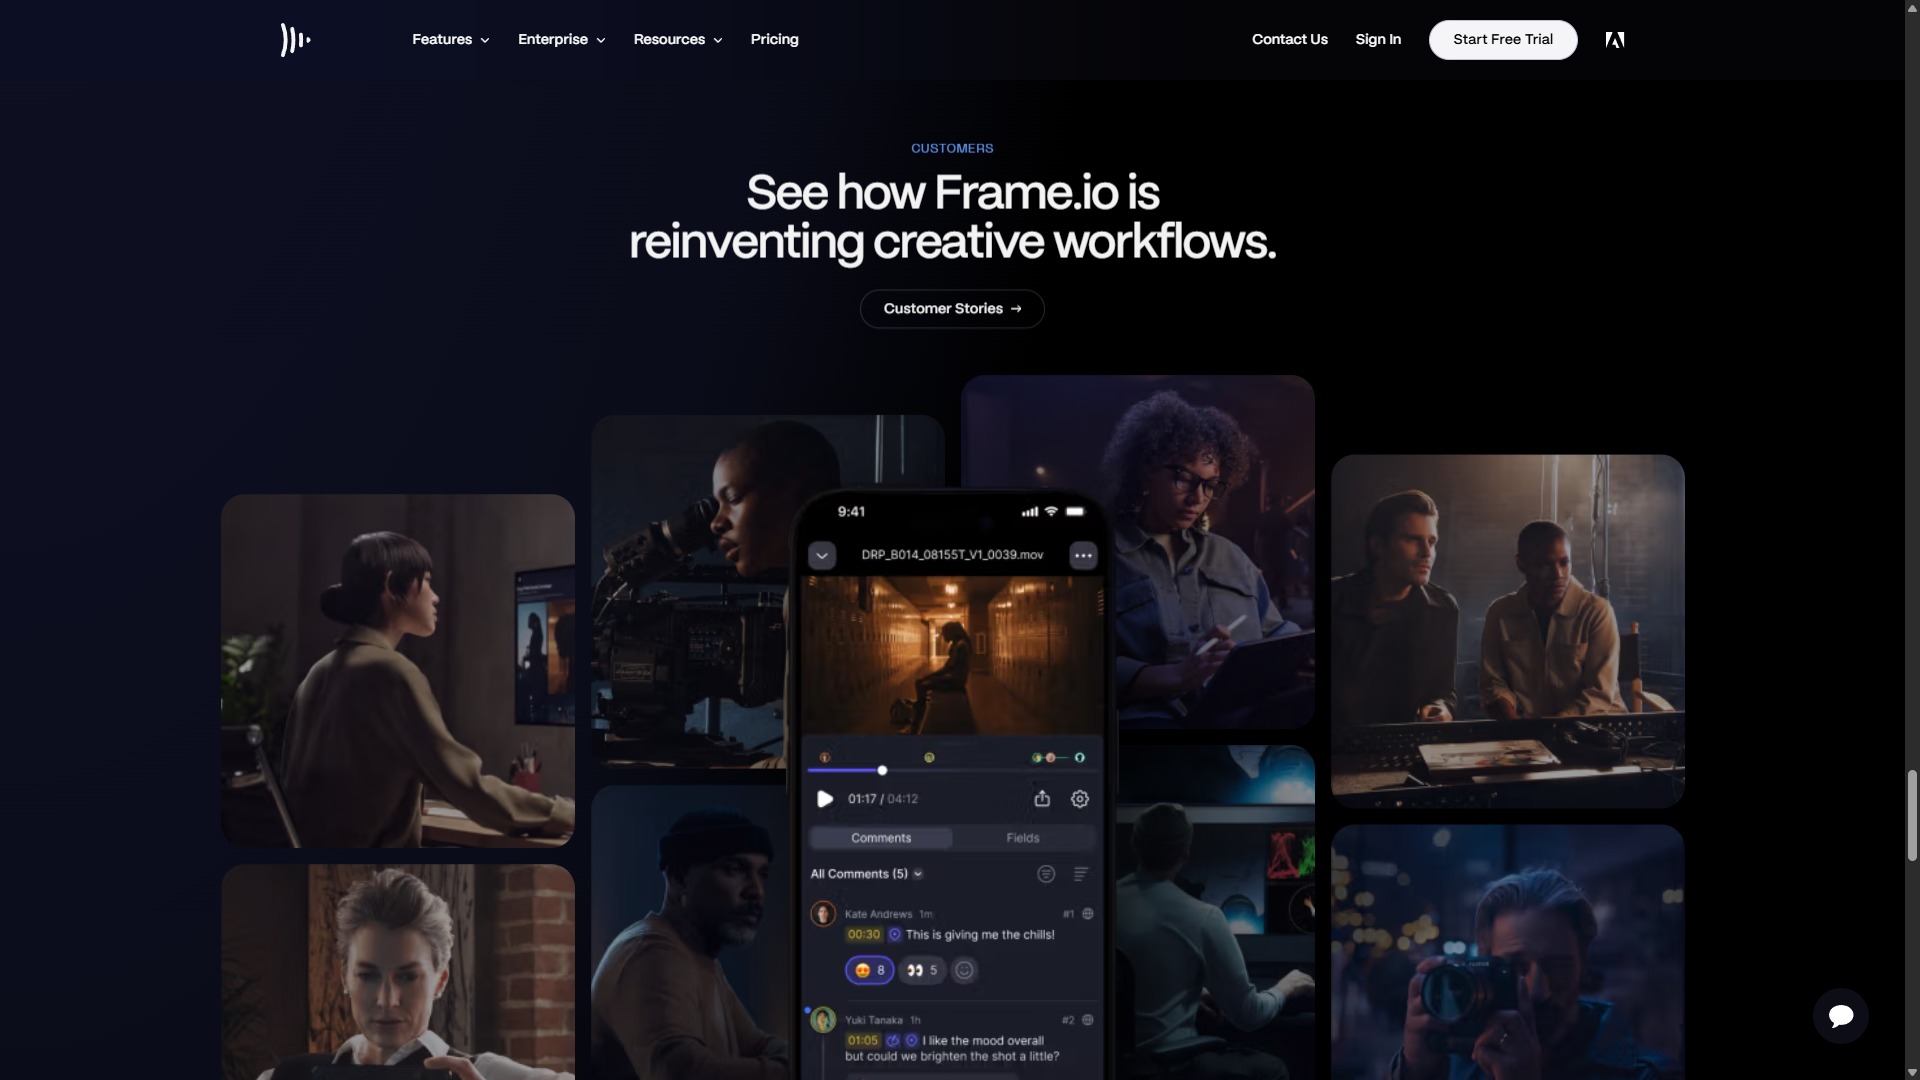 Features
Enterprise
Resources
Pricing
Contact Us
Sign In
Start Free Trial
CUSTOMERS
See how Frame.io is
reinventing creative workflows.
Customer Stories →
9:41
DRP_B014_08155T_V1_0039.mov
01:17 / 04:12
Comments
Fields
All Comments (5)
Kate Andrews 1m #1
00:30 This is giving me the chills!
😍 8 👀 5
Yuki Tanaka 1h #2
01:05 I like the mood overall
but could we brighten the shot a little?